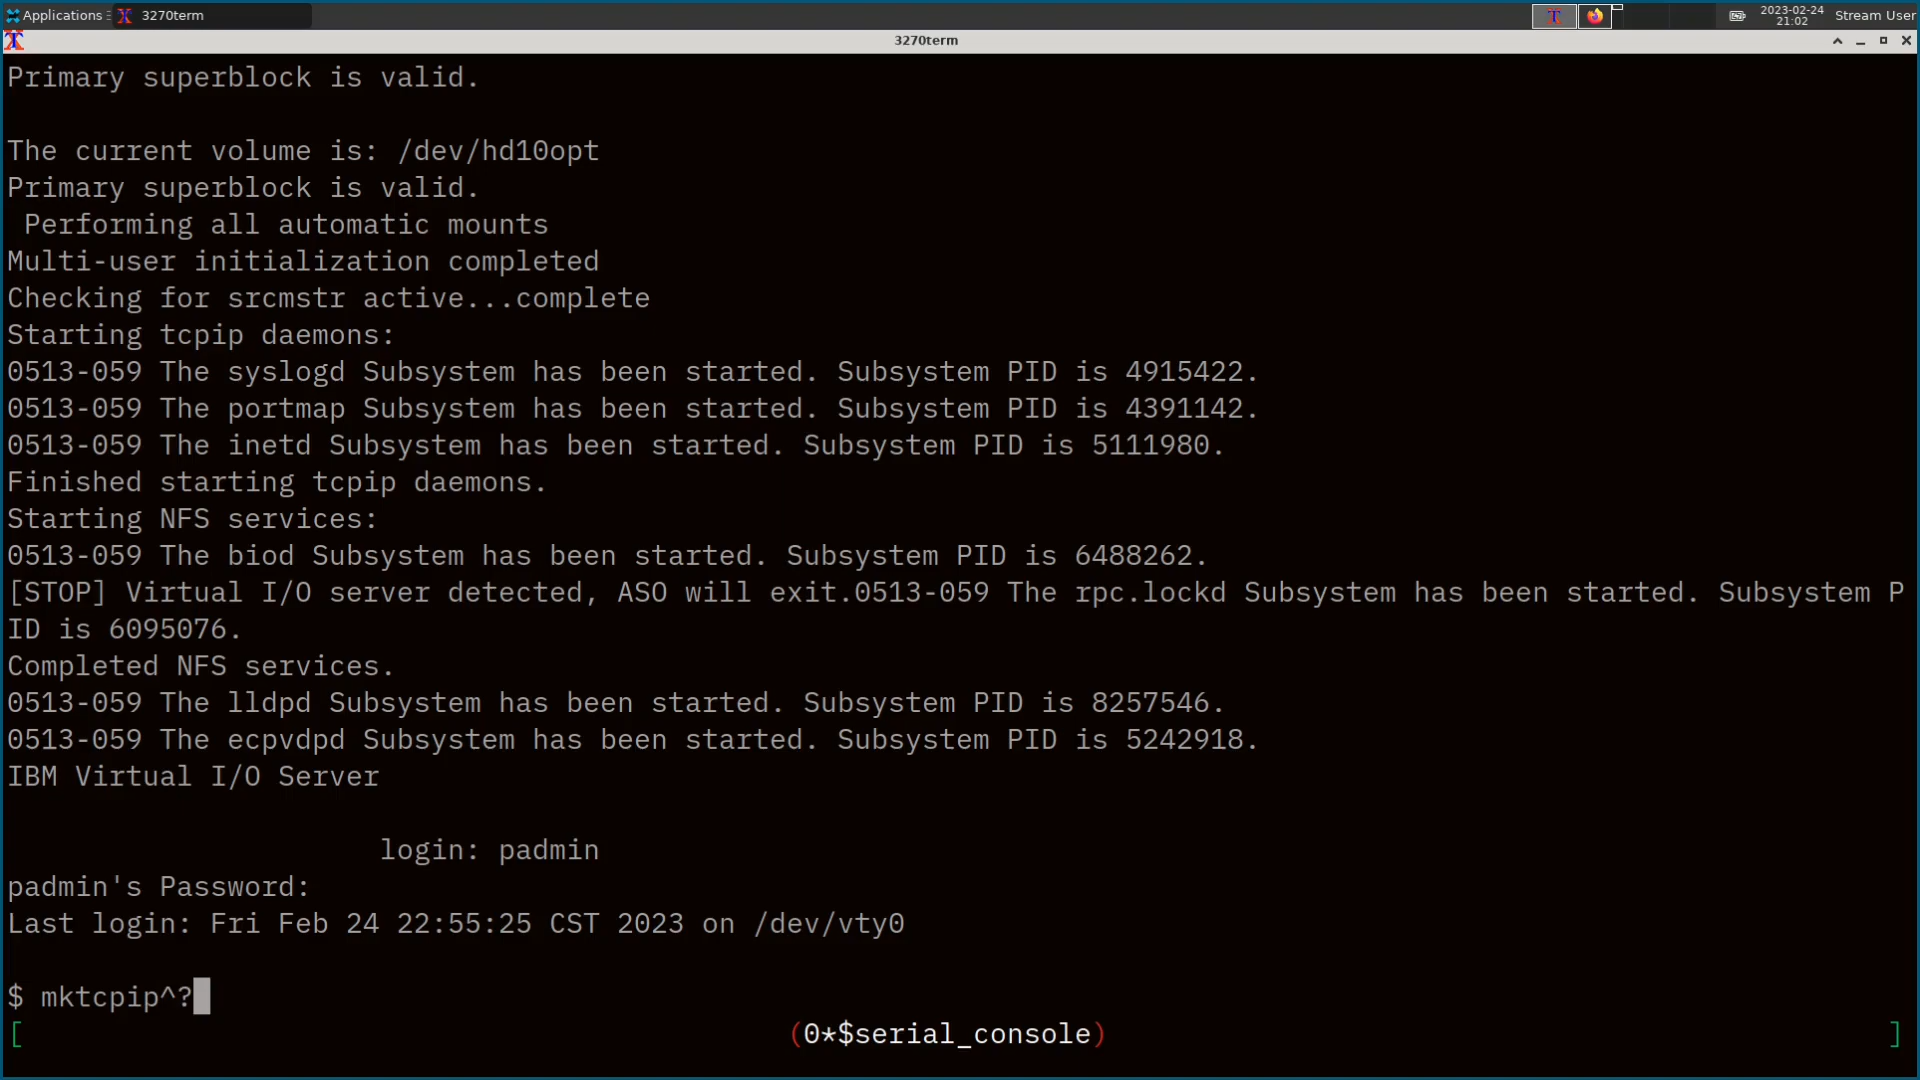 Applications 3270term 2023-02-24 Stream User
21:02
3270term
Primary superblock is valid.
The current volume is: /dev/hd10opt
Primary superblock is valid.
Performing all automatic mounts
Multi-user initialization completed
Checking for srcmstr active...complete
Starting tcpip daemons:
0513-059 The syslogd Subsystem has been started. Subsystem PID is 4915422.
0513-059 The portmap Subsystem has been started. Subsystem PID is 4391142.
0513-059 The inetd Subsystem has been started. Subsystem PID is 5111980.
Finished starting tcpip daemons.
Starting NFS services:
0513-059 The biod Subsystem has been started. Subsystem PID is 6488262.
[STOP] Virtual I/O server detected, ASO will exit.0513-059 The rpc.lockd Subsystem has been started. Subsystem P
ID is 6095076.
Completed NFS services.
0513-059 The lldpd Subsystem has been started. Subsystem PID is 8257546.
0513-059 The ecpvdpd Subsystem has been started. Subsystem PID is 5242918.
IBM Virtual I/O Server
login: padmin
padmin's Password:
Last login: Fri Feb 24 22:55:25 CST 2023 on /dev/vty0
$ mktcpip^?
[ (0*$serial_console) ]